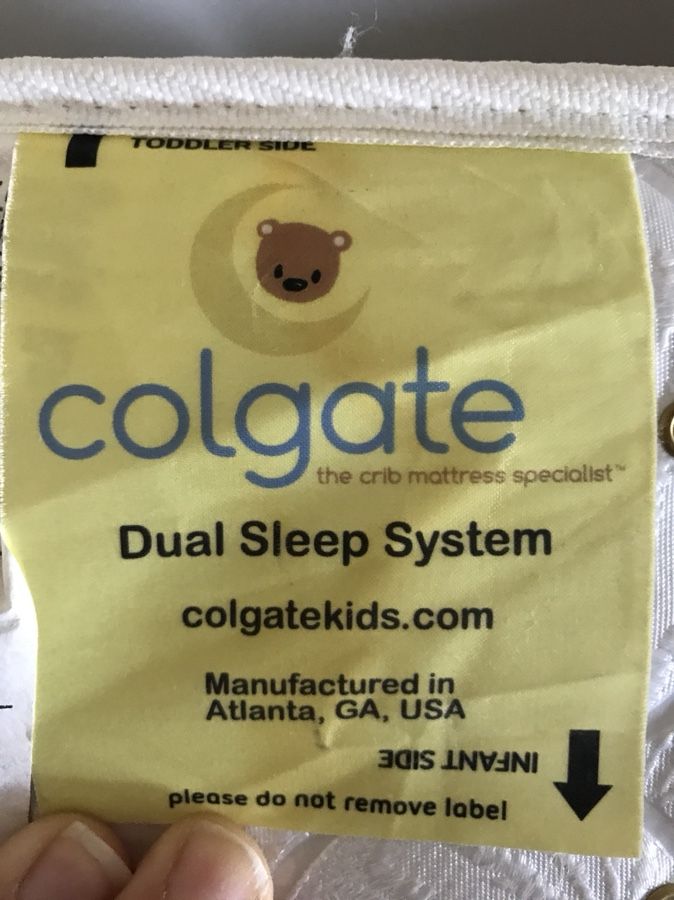 TODDLER SIDE
colgate
the crib mattress specialist™
Dual Sleep System
colgatekids.com
Manufactured in
Atlanta, GA, USA
INFANT SIDE
please do not remove label